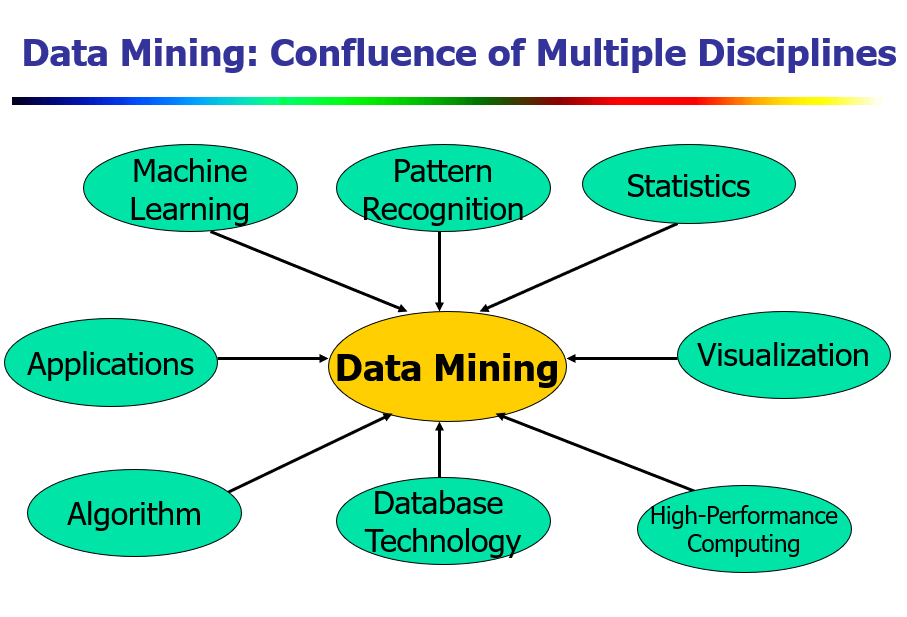 Data Mining: Confluence of Multiple Disciplines
Machine
Learning
Pattern
Recognition
Statistics
Applications
Data Mining
Visualization
Algorithm
Database
Technology
High-Performance
Computing